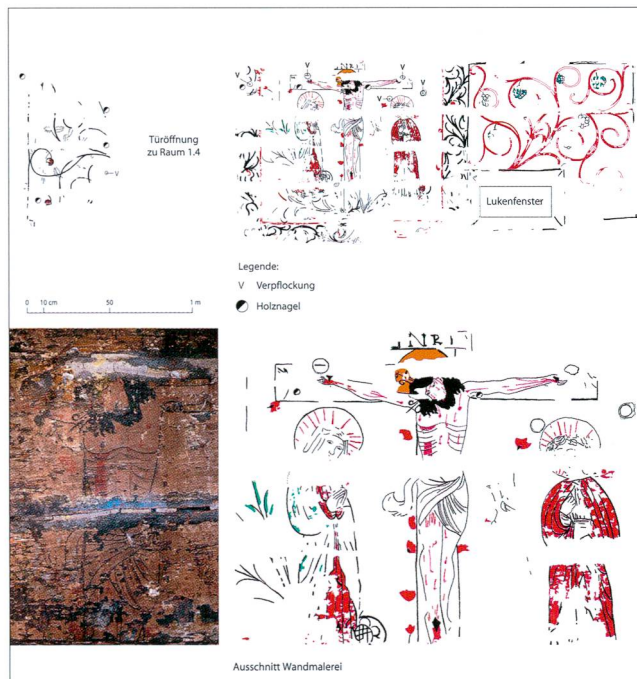 Türöffnung
zu Raum 1.4
V
V
V
V
V
INRI
Lukenfenster
Legende:
V Verpflockung
Holznagel
0 10 cm 50 1 m
INRI
Ausschnitt Wandmalerei